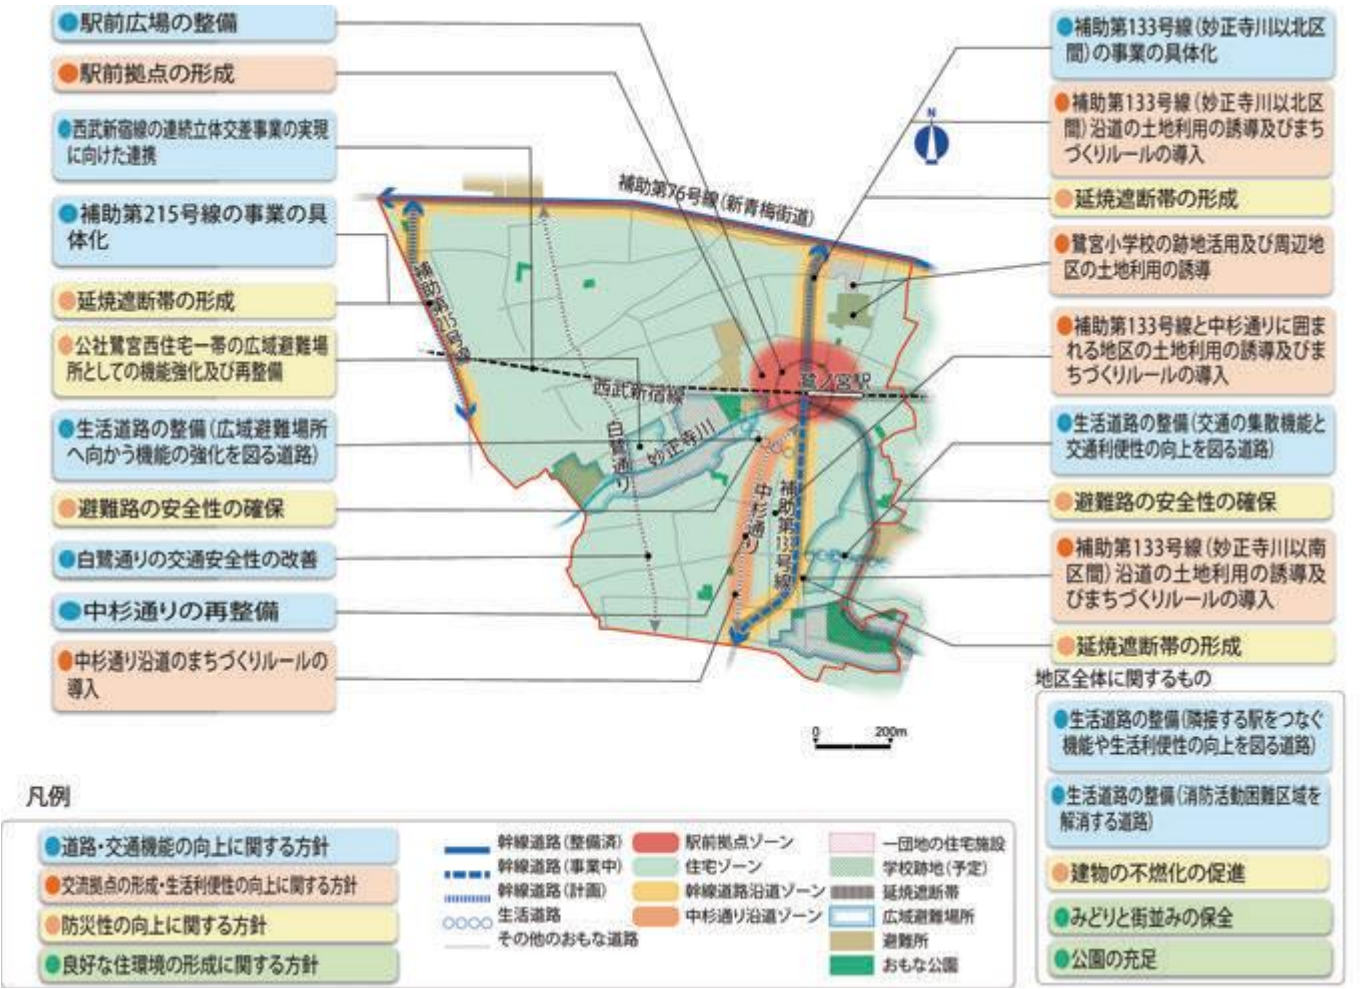 駅前広場の整備
駅前拠点の形成
西武新宿線の連続立体交差事業の実現
に向けた連携
補助第215号線の事業の具
体化
延焼遮断帯の形成
公社鷺宮西住宅一帯の広域避難場
所としての機能強化及び再整備
生活道路の整備(広域避難場所
へ向かう機能の強化を図る道路)
避難路の安全性の確保
白鷺通りの交通安全性の改善
中杉通りの再整備
中杉通り沿道のまちづくりルールの
導入
補助第76号線(新青梅街道)
補助第215号線
西武新宿線
鷺ノ宮駅
白鷺通り
妙正寺川
中杉通り
補助第133号線
N
0 200m
補助第133号線(妙正寺川以北区
間)の事業の具体化
補助第133号線(妙正寺川以北区
間)沿道の土地利用の誘導及びまち
づくりルールの導入
延焼遮断帯の形成
鷺宮小学校の跡地活用及び周辺地
区の土地利用の誘導
補助第133号線と中杉通りに囲ま
れる地区の土地利用の誘導及びま
ちづくりルールの導入
生活道路の整備(交通の集散機能と
交通利便性の向上を図る道路)
避難路の安全性の確保
補助第133号線(妙正寺川以南
区間)沿道の土地利用の誘導及
びまちづくりルールの導入
延焼遮断帯の形成
地区全体に関するもの
生活道路の整備(隣接する駅をつなぐ
機能や生活利便性の向上を図る道路)
生活道路の整備(消防活動困難区域を
解消する道路)
建物の不燃化の促進
みどりと街並みの保全
公園の充足
凡例
道路・交通機能の向上に関する方針
交流拠点の形成・生活利便性の向上に関する方針
防災性の向上に関する方針
良好な住環境の形成に関する方針
幹線道路(整備済)
幹線道路(事業中)
幹線道路(計画)
生活道路
その他のおもな道路
駅前拠点ゾーン
住宅ゾーン
幹線道路沿道ゾーン
中杉通り沿道ゾーン
一団地の住宅施設
学校跡地(予定)
延焼遮断帯
広域避難場所
避難所
おもな公園